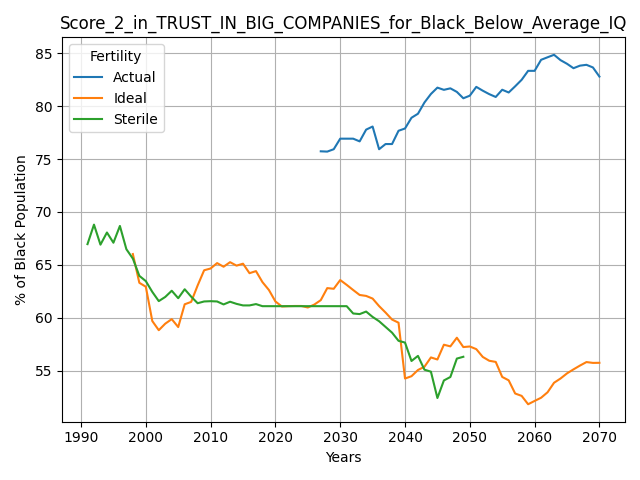 Score_2_in_TRUST_IN_BIG_COMPANIES_for_Black_Below_Average_IQ
Fertility
Actual
Ideal
Sterile
% of Black Population
85
80
75
70
65
60
55
1990
2000
2010
2020
2030
2040
2050
2060
2070
Years